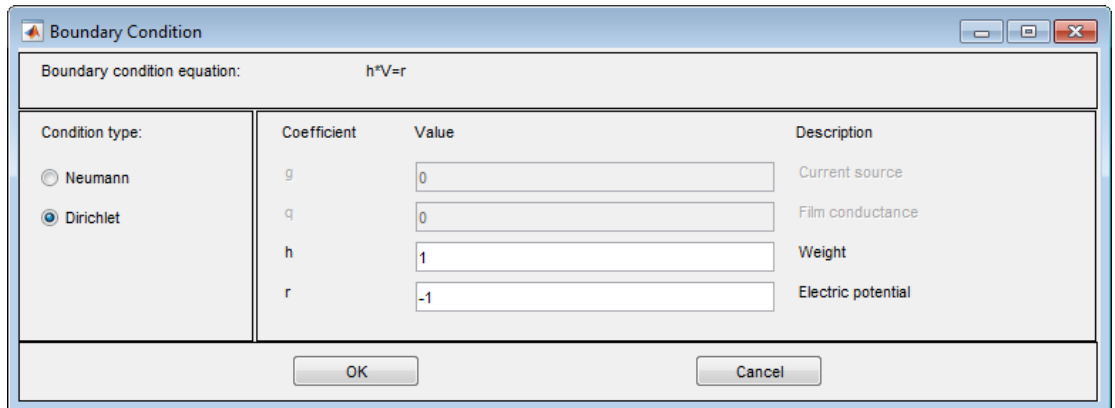 Boundary Condition
Boundary condition equation: h*V=r
Condition type:
Neumann
Dirichlet
Coefficient Value Description
g 0 Current source
q 0 Film conductance
h 1 Weight
r -1 Electric potential
OK Cancel